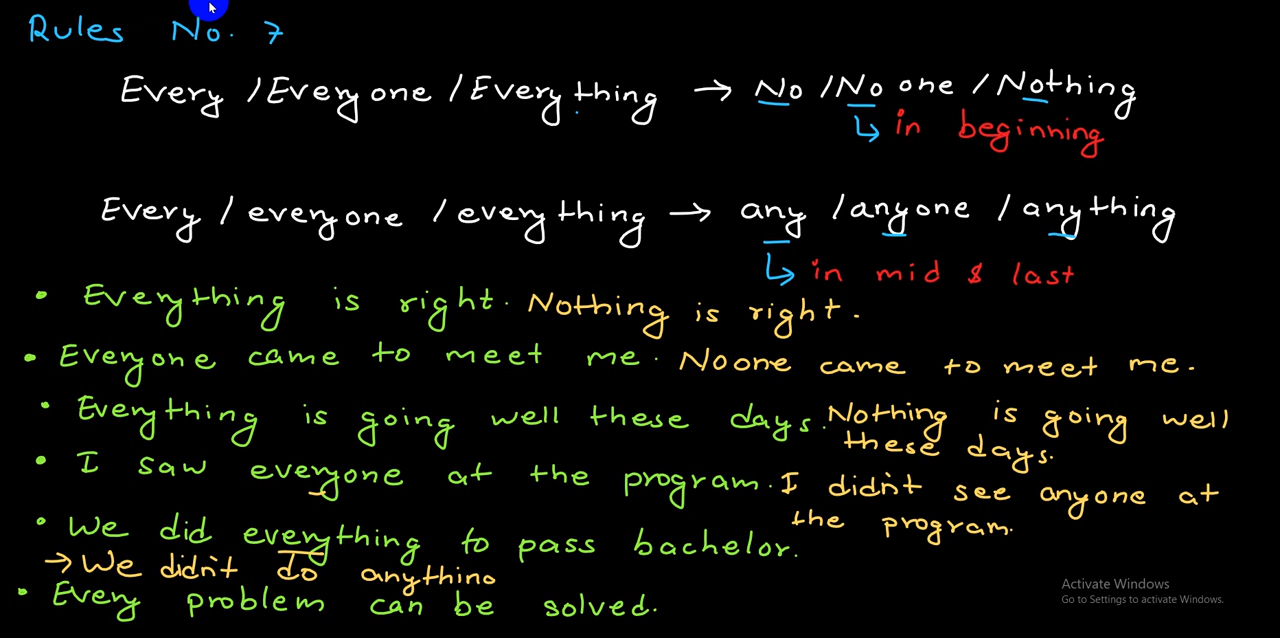 Rules No. 7
Every / Everyone / Everything → No / No one / Nothing
↳ in beginning
Every / everyone / everything → any / anyone / anything
↳ in mid & last
• Everything is right. Nothing is right.
• Everyone came to meet me. No one came to meet me.
• Everything is going well these days. Nothing is going well
these days.
• I saw everyone at the program. I didn't see anyone at
the program.
• We did everything to pass bachelor.
→ We didn't do anything
• Every problem can be solved.
Activate Windows
Go to Settings to activate Windows.